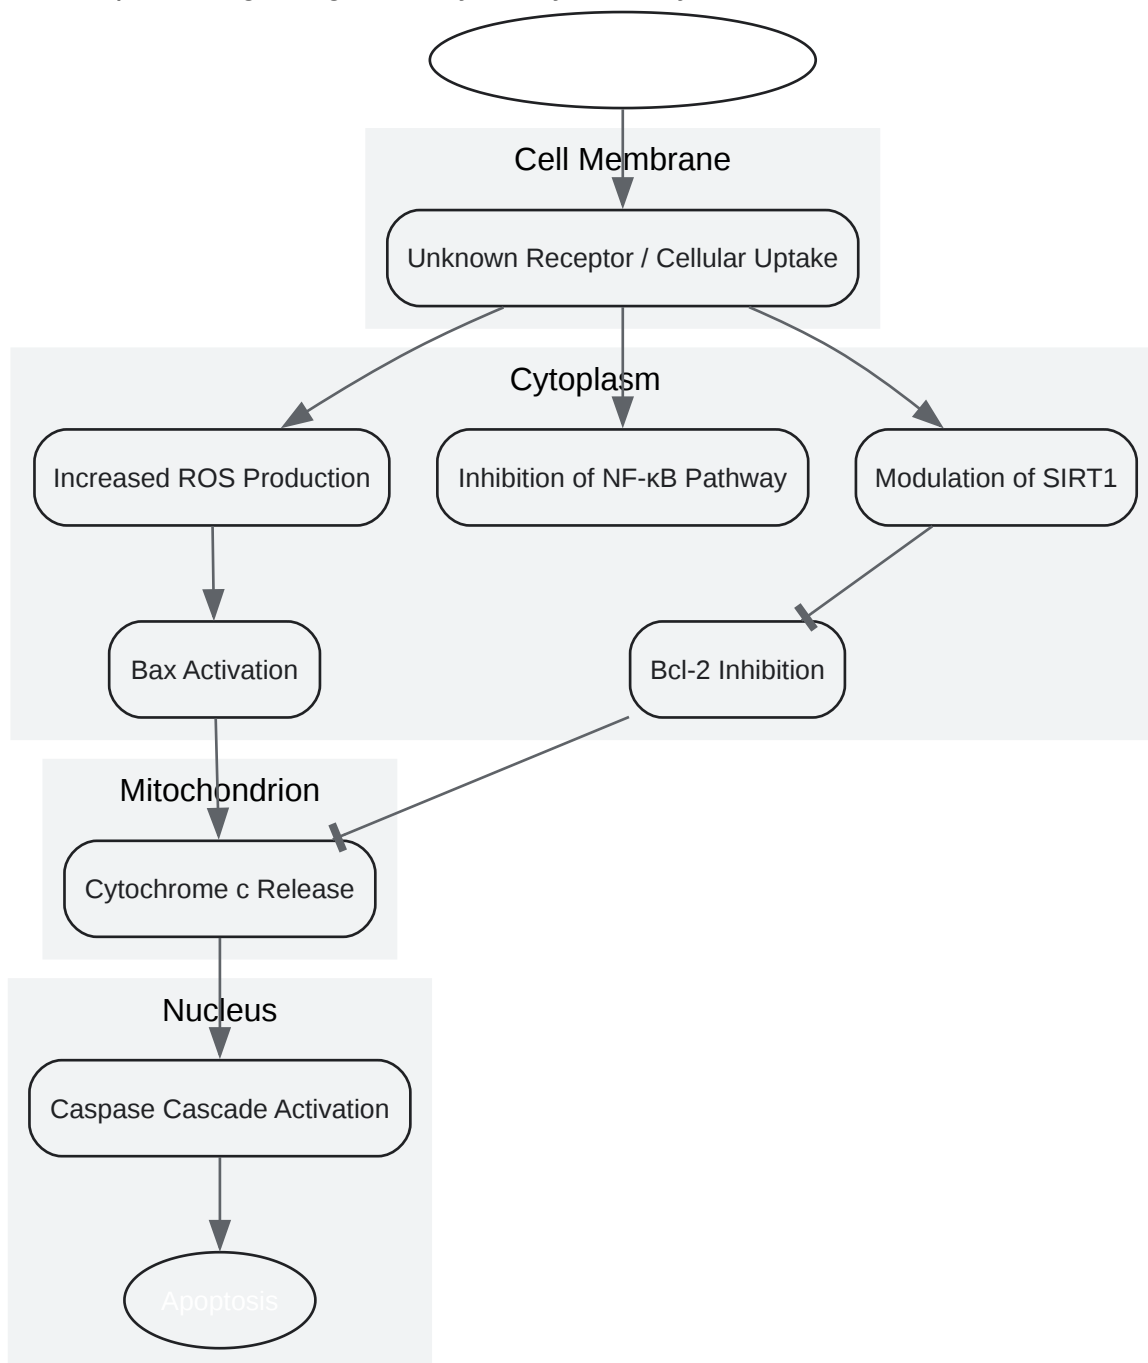 Cell Membrane
Unknown Receptor / Cellular Uptake
Cytoplasm
Increased ROS Production
Inhibition of NF-κB Pathway
Modulation of SIRT1
Bax Activation
Bcl-2 Inhibition
Mitochondrion
Cytochrome c Release
Nucleus
Caspase Cascade Activation
Apoptosis